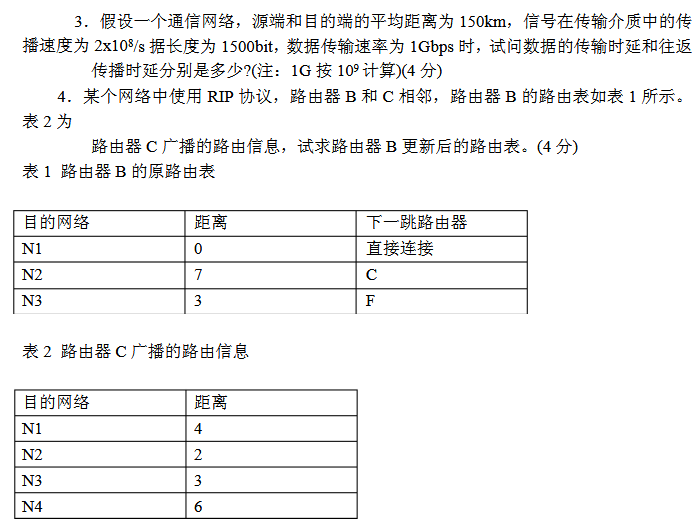 3．假设一个通信网络，源端和目的端的平均距离为 150km，信号在传输介质中的传
播速度为 2x10⁸/s 据长度为 1500bit，数据传输速率为 1Gbps 时，试问数据的传输时延和往返
传播时延分别是多少?(注：1G 按 10⁹ 计算)(4 分)
4．某个网络中使用 RIP 协议，路由器 B 和 C 相邻，路由器 B 的路由表如表 1 所示。
表 2 为
路由器 C 广播的路由信息，试求路由器 B 更新后的路由表。(4 分)
表 1 路由器 B 的原路由表
目的网络 距离 下一跳路由器
N1 0 直接连接
N2 7 C
N3 3 F
表 2 路由器 C 广播的路由信息
目的网络 距离
N1 4
N2 2
N3 3
N4 6